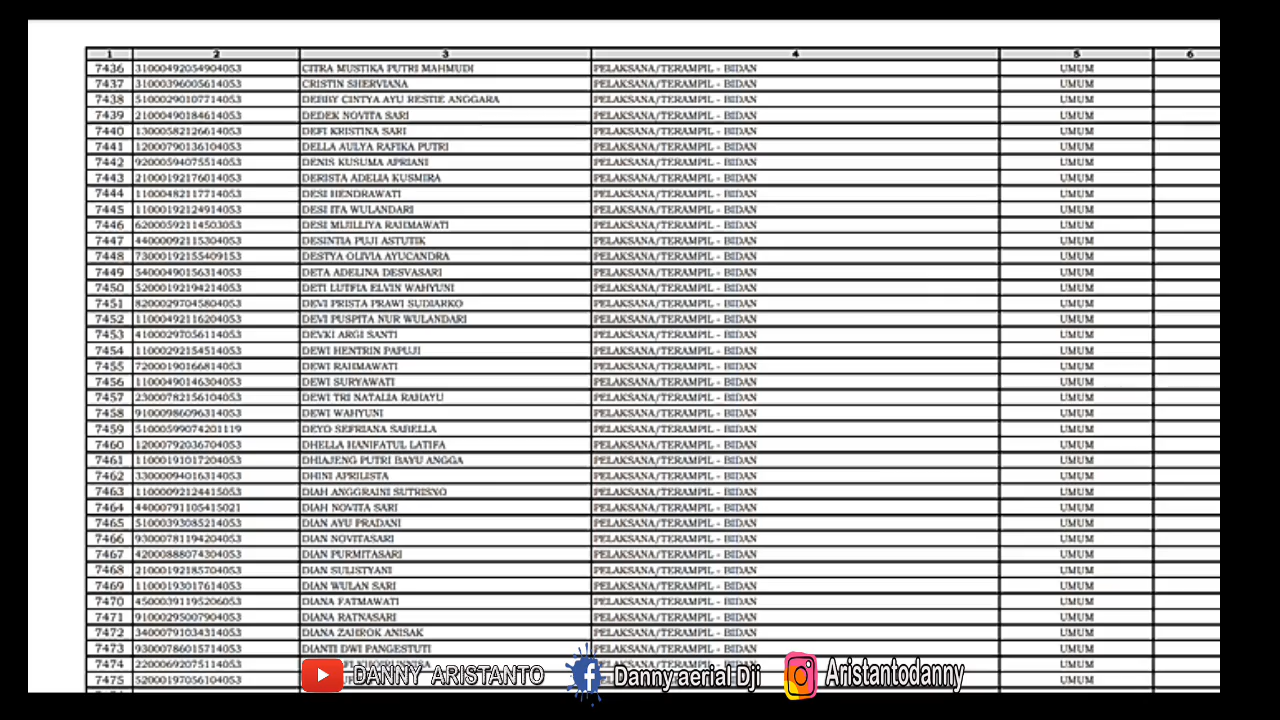 1 2 3 4 5 6
7436 31000492054904053 CITRA MUSTIKA PUTRI MAHMUDI PELAKSANA/TERAMPIL - BIDAN UMUM
7437 31000396005614053 CRISTIN SHERVIANA PELAKSANA/TERAMPIL - BIDAN UMUM
7438 51000290107714053 DEBBY CINTYA AYU RESTIE ANGGARA PELAKSANA/TERAMPIL - BIDAN UMUM
7439 21000490184614053 DEDEK NOVITA SARI PELAKSANA/TERAMPIL - BIDAN UMUM
7440 13000582126614053 DEFI KRISTINA SARI PELAKSANA/TERAMPIL - BIDAN UMUM
7441 12000790136104053 DELLA AULYA RAFIKA PUTRI PELAKSANA/TERAMPIL - BIDAN UMUM
7442 92000594075514053 DENIS KUSUMA APRIANI PELAKSANA/TERAMPIL - BIDAN UMUM
7443 21000192176014053 DERISTA ADELIA KUSMIRA PELAKSANA/TERAMPIL - BIDAN UMUM
7444 11000482117714053 DESI HENDRAWATI PELAKSANA/TERAMPIL - BIDAN UMUM
7445 11000192124914053 DESI ITA WULANDARI PELAKSANA/TERAMPIL - BIDAN UMUM
7446 62000592114503053 DESI MIJILLIYA RAHMAWATI PELAKSANA/TERAMPIL - BIDAN UMUM
7447 44000092115304053 DESINTIA PUJI ASTUTIK PELAKSANA/TERAMPIL - BIDAN UMUM
7448 73000192155409153 DESTYA OLIVIA AYUCANDRA PELAKSANA/TERAMPIL - BIDAN UMUM
7449 54000490156314053 DETA ADELINA DESVASARI PELAKSANA/TERAMPIL - BIDAN UMUM
7450 52000192194214053 DETI LUTFIA ELVIN WAHYUNI PELAKSANA/TERAMPIL - BIDAN UMUM
7451 82000297045804053 DEVI PRISTA PRAWI SUDIARKO PELAKSANA/TERAMPIL - BIDAN UMUM
7452 11000492116204053 DEVI PUSPITA NUR WULANDARI PELAKSANA/TERAMPIL - BIDAN UMUM
7453 41000297056114053 DEVKI ARGI SANTI PELAKSANA/TERAMPIL - BIDAN UMUM
7454 11000292154514053 DEWI HENTRIN PAPUJI PELAKSANA/TERAMPIL - BIDAN UMUM
7455 72000190166814053 DEWI RAHMAWATI PELAKSANA/TERAMPIL - BIDAN UMUM
7456 11000490146304053 DEWI SURYAWATI PELAKSANA/TERAMPIL - BIDAN UMUM
7457 23000782156104053 DEWI TRI NATALIA RAHAYU PELAKSANA/TERAMPIL - BIDAN UMUM
7458 91000986096314053 DEWI WAHYUNI PELAKSANA/TERAMPIL - BIDAN UMUM
7459 51000599074201119 DEYO SEFRIANA SABELLA PELAKSANA/TERAMPIL - BIDAN UMUM
7460 12000792036704053 DHELLA HANIFATUL LATIFA PELAKSANA/TERAMPIL - BIDAN UMUM
7461 11000191017204053 DHIAJENG PUTRI BAYU ANGGA PELAKSANA/TERAMPIL - BIDAN UMUM
7462 33000094016314053 DHINI APRILISTA PELAKSANA/TERAMPIL - BIDAN UMUM
7463 11000092124415053 DIAH ANGGRAINI SUTRISNO PELAKSANA/TERAMPIL - BIDAN UMUM
7464 44000791105415021 DIAH NOVITA SARI PELAKSANA/TERAMPIL - BIDAN UMUM
7465 51000393085214053 DIAN AYU PRADANI PELAKSANA/TERAMPIL - BIDAN UMUM
7466 93000781194204053 DIAN NOVITASARI PELAKSANA/TERAMPIL - BIDAN UMUM
7467 42000888074304053 DIAN PURMITASARI PELAKSANA/TERAMPIL - BIDAN UMUM
7468 21000192185704053 DIAN SULISTYANI PELAKSANA/TERAMPIL - BIDAN UMUM
7469 11000193017614053 DIAN WULAN SARI PELAKSANA/TERAMPIL - BIDAN UMUM
7470 45000391195206053 DIANA FATMAWATI PELAKSANA/TERAMPIL - BIDAN UMUM
7471 91000295007904053 DIANA RATNASARI PELAKSANA/TERAMPIL - BIDAN UMUM
7472 34000791034314053 DIANA ZAHROK ANISAK PELAKSANA/TERAMPIL - BIDAN UMUM
7473 93000786015714053 DIANTI DWI PANGESTUTI PELAKSANA/TERAMPIL - BIDAN UMUM
7474 22000692075114053 UMUM
7475 52000197056104053 UMUM
DANNY ARISTANTO Danny aerial Dji Aristantodanny